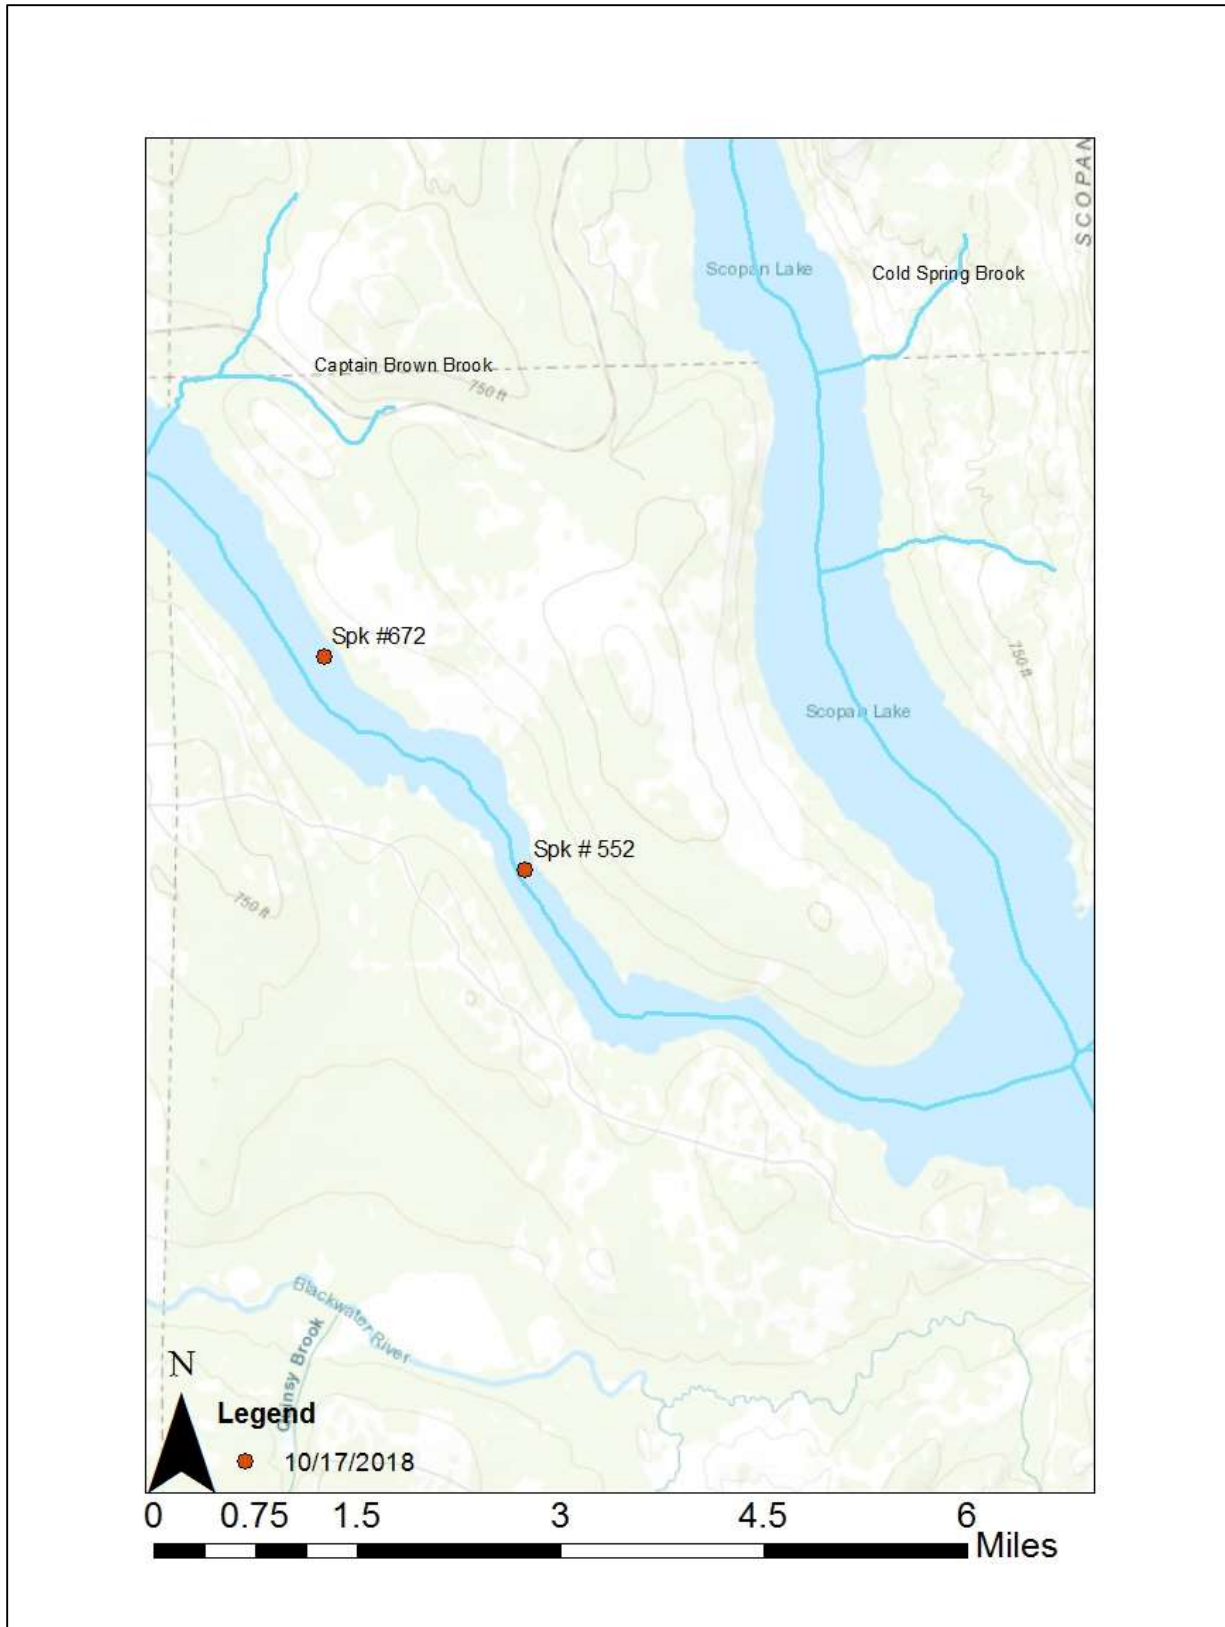 SCOPAN
Scopan Lake
Cold Spring Brook
Captain Brown Brook
750 ft
Spk #672
750 ft
Scopan Lake
Spk # 552
750 ft
Blackwater River
Quinsy Brook
N
Legend
10/17/2018
0 0.75 1.5 3 4.5 6
Miles